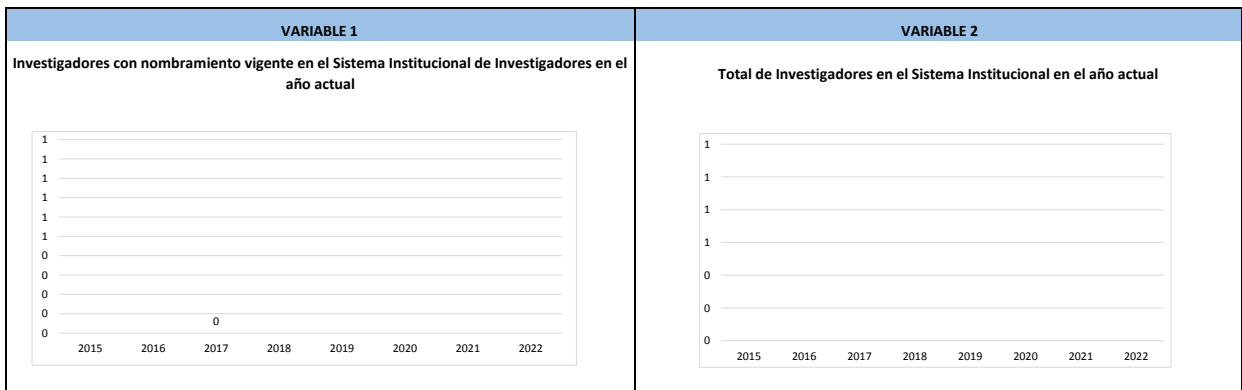 VARIABLE 1
Investigadores con nombramiento vigente en el Sistema Institucional de Investigadores en el
año actual
1
1
1
1
1
1
0
0
0
0
0
0
2015 2016 2017 2018 2019 2020 2021 2022
VARIABLE 2
Total de Investigadores en el Sistema Institucional en el año actual
1
1
1
1
0
0
0
2015 2016 2017 2018 2019 2020 2021 2022